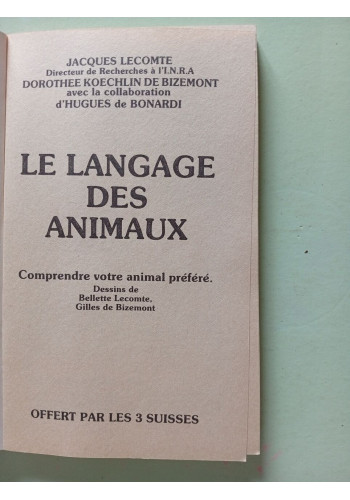 JACQUES LECOMTE
Directeur de Recherches à l'I.N.R.A
DOROTHEE KOECHLIN DE BIZEMONT
avec la collaboration
d'HUGUES de BONARDI
LE LANGAGE
DES
ANIMAUX
Comprendre votre animal préféré.
Dessins de
Bellette Lecomte,
Gilles de Bizemont
OFFERT PAR LES 3 SUISSES